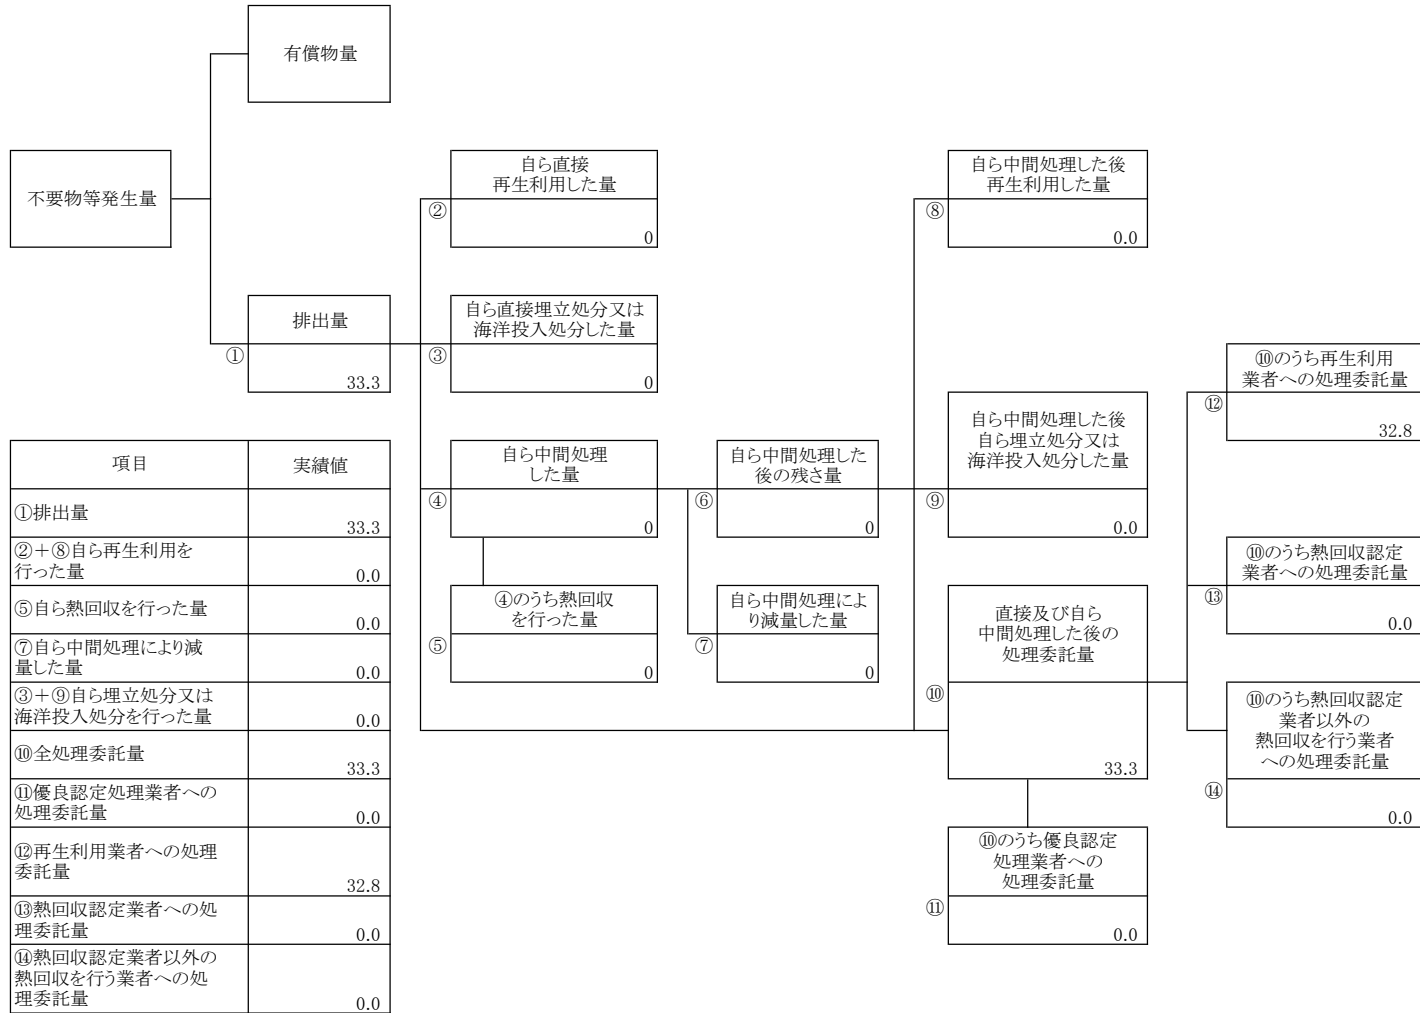 有償物量
不要物等発生量
自ら直接
再生利用した量
②
0
自ら中間処理した後
再生利用した量
⑧
0.0
排出量
①
33.3
自ら直接埋立処分又は
海洋投入処分した量
③
0
⑩のうち再生利用
業者への処理委託量
⑫
32.8
自ら中間処理
した量
④
0
自ら中間処理した
後の残さ量
⑥
0
自ら中間処理した後
自ら埋立処分又は
海洋投入処分した量
⑨
0.0
⑩のうち熱回収認定
業者への処理委託量
⑬
0.0
④のうち熱回収
を行った量
⑤
0
自ら中間処理によ
り減量した量
⑦
0
直接及び自ら
中間処理した後の
処理委託量
⑩
33.3
⑩のうち熱回収認定
業者以外の
熱回収を行う業者
への処理委託量
⑭
0.0
⑩のうち優良認定
処理業者への
処理委託量
⑪
0.0
項目 実績値
①排出量 33.3
②+⑧自ら再生利用を
行った量 0.0
⑤自ら熱回収を行った量 0.0
⑦自ら中間処理により減
量した量 0.0
③+⑨自ら埋立処分又は
海洋投入処分を行った量 0.0
⑩全処理委託量 33.3
⑪優良認定処理業者への
処理委託量 0.0
⑫再生利用業者への処理
委託量 32.8
⑬熱回収認定業者への処
理委託量 0.0
⑭熱回収認定業者以外の
熱回収を行う業者への処
理委託量 0.0